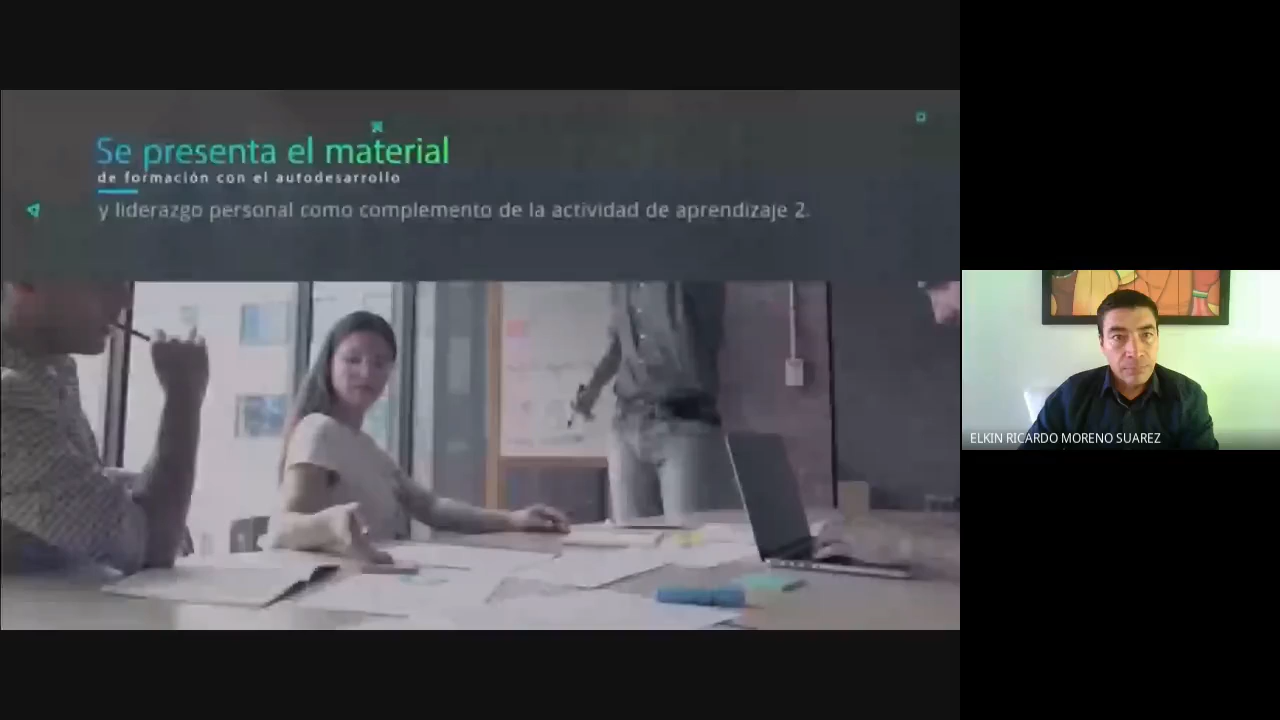 Se presenta el material
de formación con el autodesarrollo
y liderazgo personal como complemento de la actividad de aprendizaje 2.
ELKIN RICARDO MORENO SUAREZ